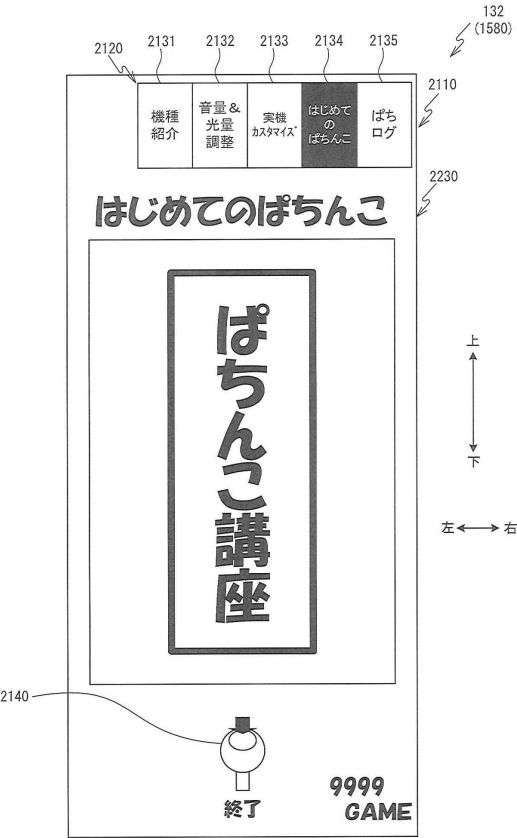 132
(1580)
2131
2132
2133
2134
2135
2120
2110
機種
紹介
音量&
光量
調整
実機
カスタマイズ
はじめて
の
ぱちんこ
ぱち
ログ
2230
はじめてのぱちんこ
ぱちんこ講座
上
下
左
右
2140
終了
9999
GAME